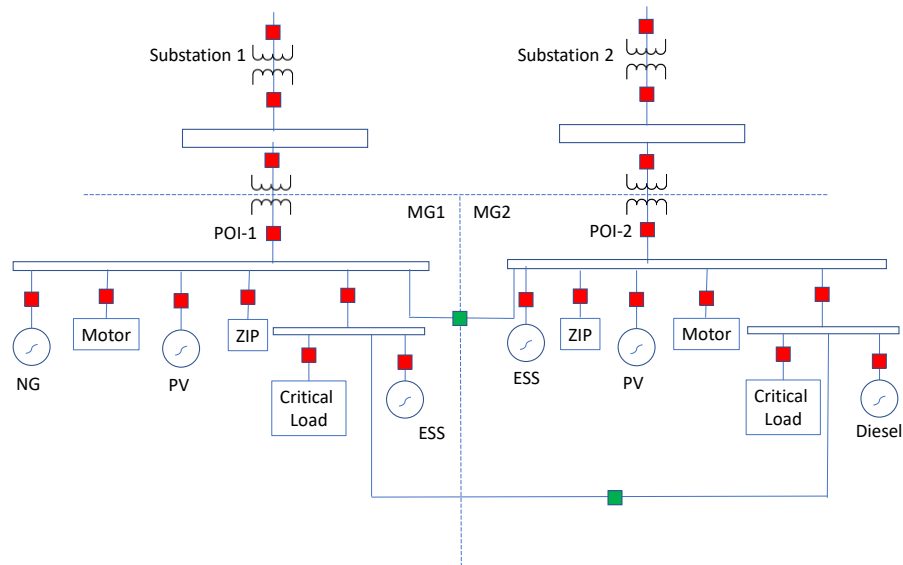 Substation 1
Substation 2
MG1
MG2
POI-1
POI-2
Motor
ZIP
NG
PV
Critical
Load
ESS
ESS
ZIP
PV
Motor
Critical
Load
Diesel